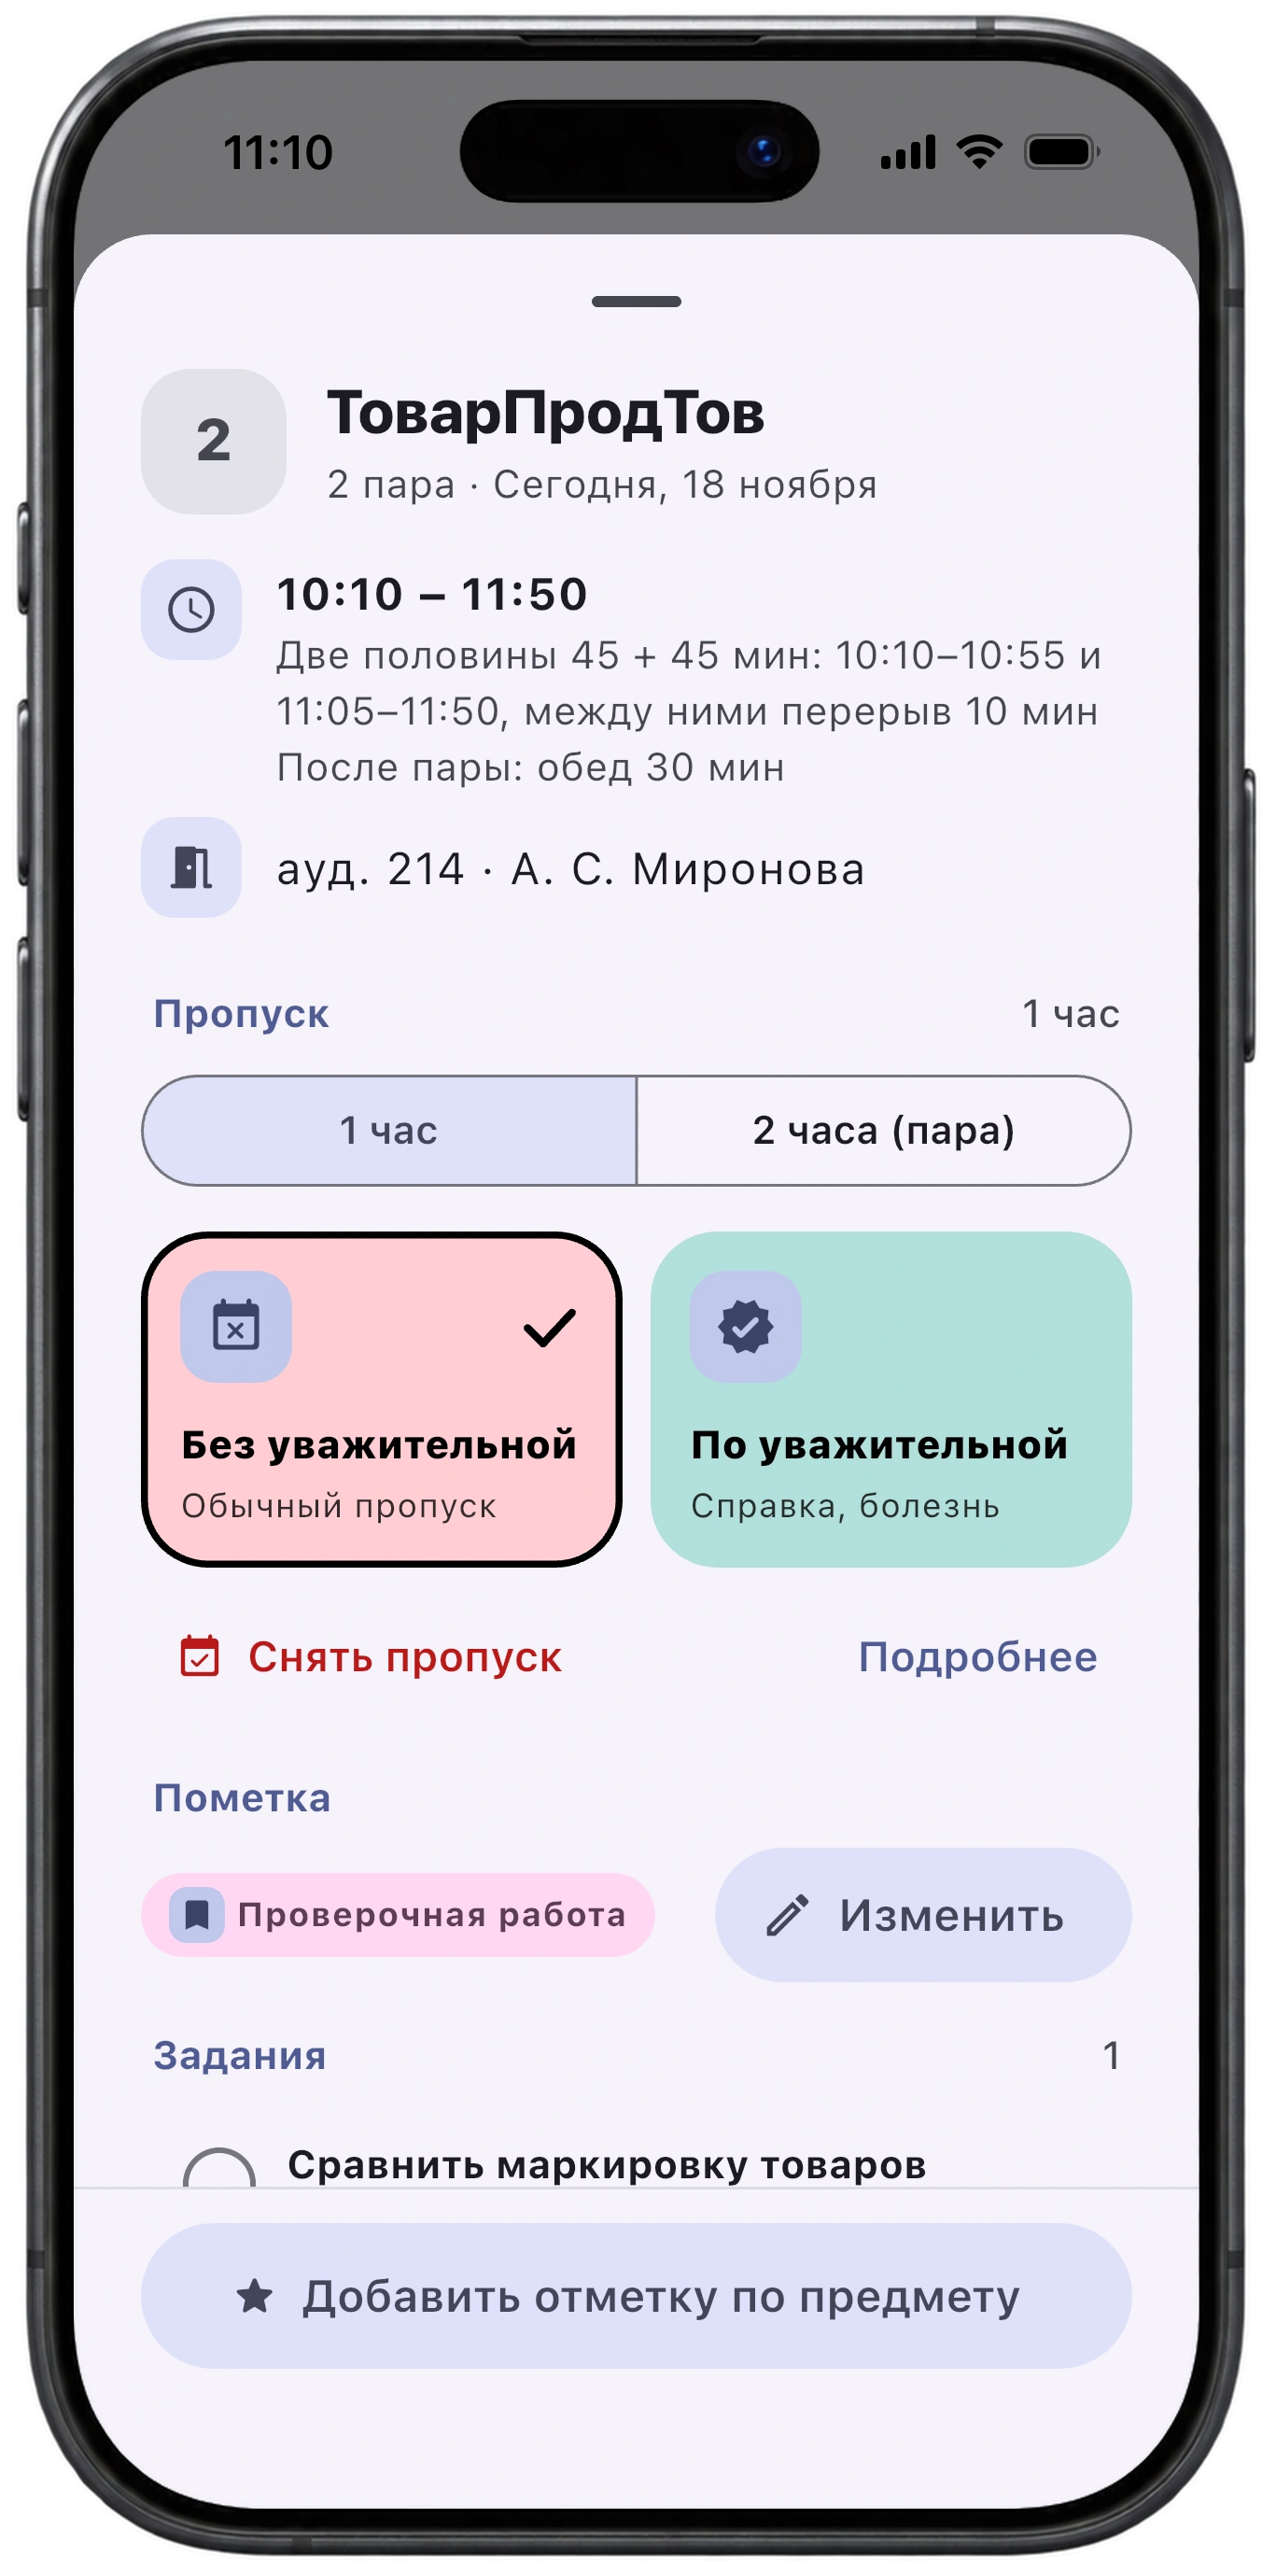 11:10
2
ТоварПродТов
2 пара · Сегодня, 18 ноября
10:10 – 11:50
Две половины 45 + 45 мин: 10:10–10:55 и
11:05–11:50, между ними перерыв 10 мин
После пары: обед 30 мин
ауд. 214 · А. С. Миронова
Пропуск
1 час
1 час
2 часа (пара)
Без уважительной
Обычный пропуск
По уважительной
Справка, болезнь
Снять пропуск
Подробнее
Пометка
Проверочная работа
Изменить
Задания
1
Сравнить маркировку товаров
Добавить отметку по предмету